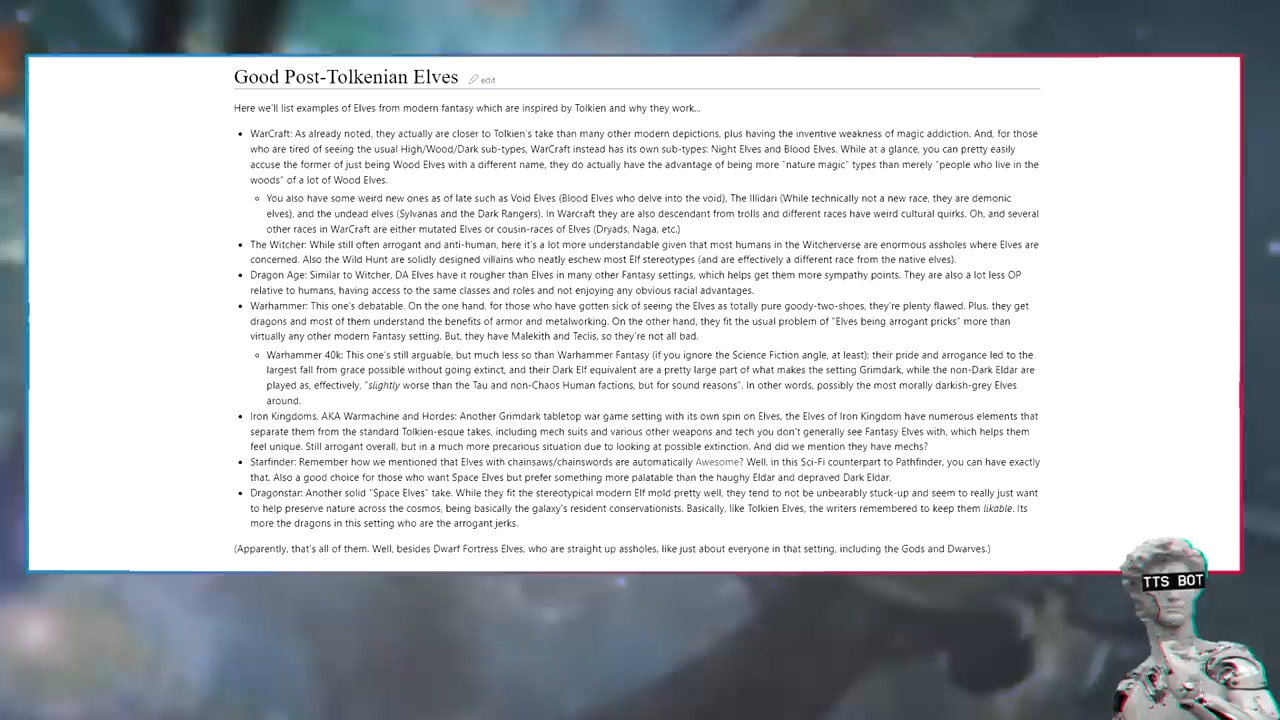 Good Post-Tolkenian Elves edit
Here we'll list examples of Elves from modern fantasy which are inspired by Tolkien and why they work...
• WarCraft: As already noted, they actually are closer to Tolkien's take than many other modern depictions, plus having the inventive weakness of magic addiction. And, for those
who are tired of seeing the usual High/Wood/Dark sub-types, WarCraft instead has its own sub-types: Night Elves and Blood Elves. While at a glance, you can pretty easily
accuse the former of just being Wood Elves with a different name, they do actually have the advantage of being more "nature magic" types than merely "people who live in the
woods" of a lot of Wood Elves.
◦ You also have some weird new ones as of late such as Void Elves (Blood Elves who delve into the void), The Illidari (While technically not a new race, they are demonic
elves), and the undead elves (Sylvanas and the Dark Rangers). In Warcraft they are also descendant from trolls and different races have weird cultural quirks. Oh, and several
other races in WarCraft are either mutated Elves or cousin-races of Elves (Dryads, Naga, etc.)
• The Witcher: While still often arrogant and anti-human, here it's a lot more understandable given that most humans in the Witcherverse are enormous assholes where Elves are
concerned. Also the Wild Hunt are solidly designed villains who neatly eschew most Elf stereotypes (and are effectively a different race from the native elves).
• Dragon Age: Similar to Witcher, DA Elves have it rougher than Elves in many other Fantasy settings, which helps get them more sympathy points. They are also a lot less OP
relative to humans, having access to the same classes and roles and not enjoying any obvious racial advantages.
• Warhammer: This one's debatable. On the one hand, for those who have gotten sick of seeing the Elves as totally pure goody-two-shoes, they're plenty flawed. Plus, they get
dragons and most of them understand the benefits of armor and metalworking. On the other hand, they fit the usual problem of "Elves being arrogant pricks" more than
virtually any other modern Fantasy setting. But, they have Malekith and Teclis, so they're not all bad.
◦ Warhammer 40k: This one's still arguable, but much less so than Warhammer Fantasy (if you ignore the Science Fiction angle, at least); their pride and arrogance led to the
largest fall from grace possible without going extinct, and their Dark Elf equivalent are a pretty large part of what makes the setting Grimdark, while the non-Dark Eldar are
played as, effectively, "slightly worse than the Tau and non-Chaos Human factions, but for sound reasons". In other words, possibly the most morally darkish-grey Elves
around.
• Iron Kingdoms, AKA Warmachine and Hordes: Another Grimdark tabletop war game setting with its own spin on Elves, the Elves of Iron Kingdom have numerous elements that
separate them from the standard Tolkien-esque takes, including mech suits and various other weapons and tech you don't generally see Fantasy Elves with, which helps them
feel unique. Still arrogant overall, but in a much more precarious situation due to looking at possible extinction. And did we mention they have mechs?
• Starfinder: Remember how we mentioned that Elves with chainsaws/chainswords are automatically Awesome? Well, in this Sci-Fi counterpart to Pathfinder, you can have exactly
that. Also a good choice for those who want Space Elves but prefer something more palatable than the haughy Eldar and depraved Dark Eldar.
• Dragonstar: Another solid "Space Elves" take. While they fit the stereotypical modern Elf mold pretty well, they tend to not be unbearably stuck-up and seem to really just want
to help preserve nature across the cosmos, being basically the galaxy's resident conservationists. Basically, like Tolkien Elves, the writers remembered to keep them likable. Its
more the dragons in this setting who are the arrogant jerks.
(Apparently, that's all of them. Well, besides Dwarf Fortress Elves, who are straight up assholes, like just about everyone in that setting, including the Gods and Dwarves.)
TTS BOT